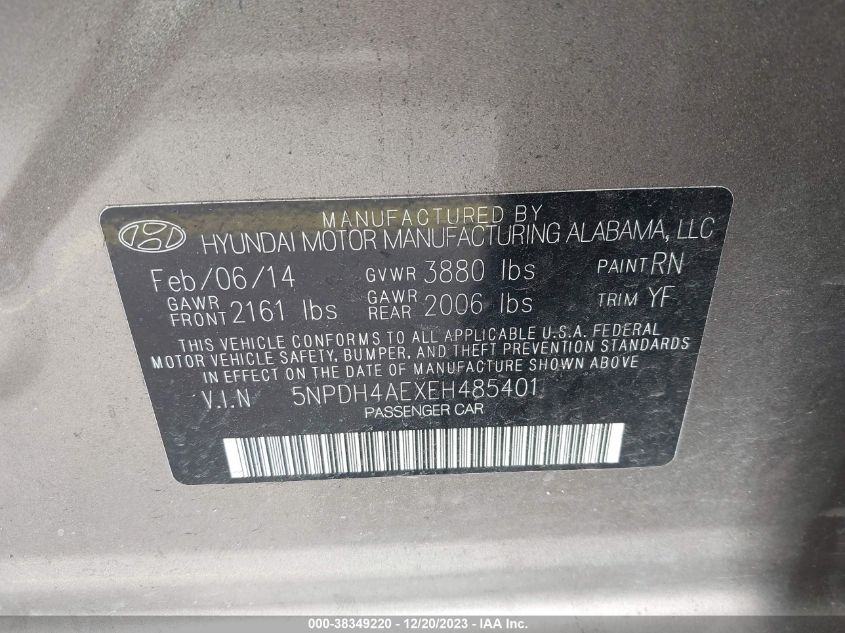 MANUFACTURED BY
HYUNDAI MOTOR MANUFACTURING ALABAMA, LLC
Feb/06/14 GVWR 3880 lbs PAINT RN
GAWR FRONT 2161 lbs GAWR REAR 2006 lbs TRIM YF
THIS VEHICLE CONFORMS TO ALL APPLICABLE U.S.A. FEDERAL
MOTOR VEHICLE SAFETY, BUMPER, AND THEFT PREVENTION STANDARDS
IN EFFECT ON THE DATE OF MANUFACTURE SHOWN ABOVE.
V.I.N 5NPDH4AEXEH485401
PASSENGER CAR
000-38349220 - 12/20/2023 - IAA Inc.